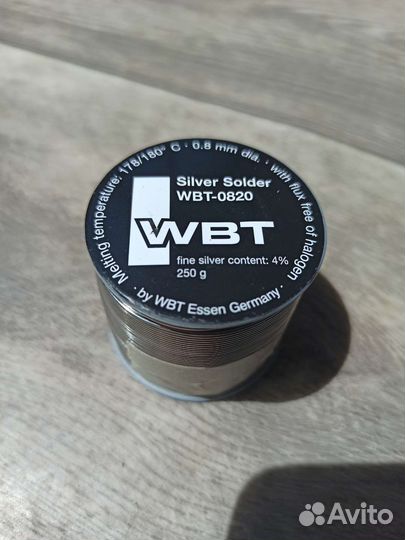 Melting temperature: 178/180° C · 0.8 mm dia. · with flux free of halogen
Silver Solder
WBT-0820
WBT
fine silver content: 4%
250 g
· by WBT Essen Germany ·
Avito